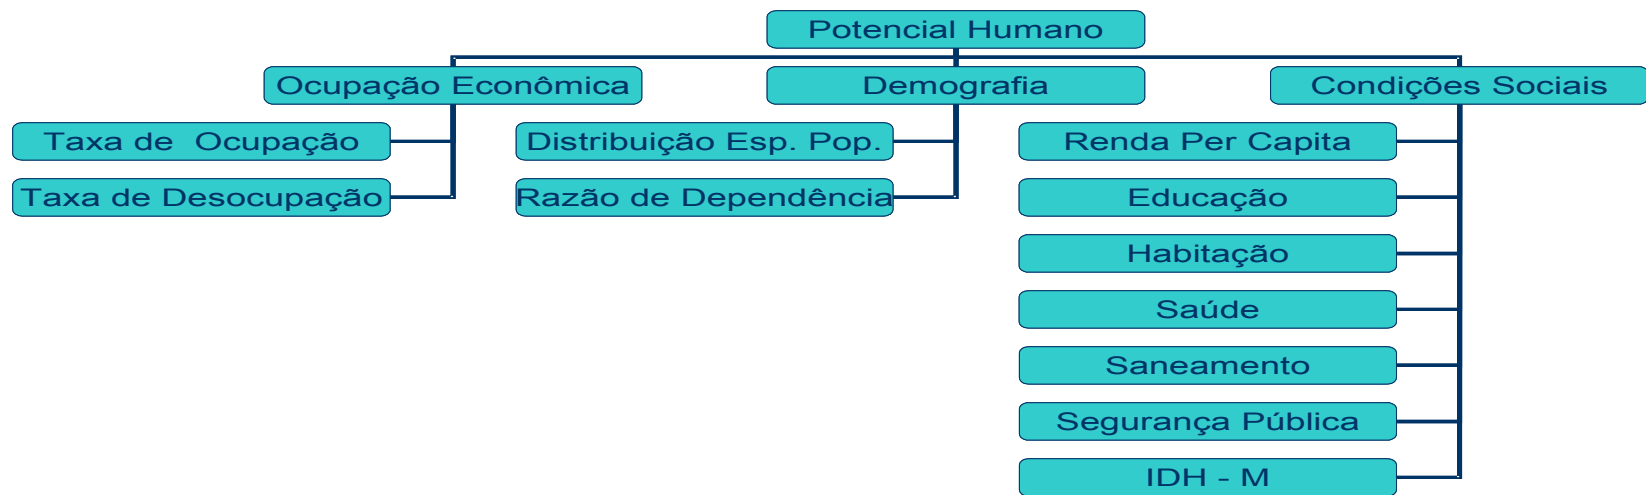 Potencial Humano
Ocupação Econômica
Demografia
Condições Sociais
Taxa de  Ocupação
Distribuição Esp. Pop.
Renda Per Capita
Taxa de Desocupação
Razão de Dependência
Educação
Habitação
Saúde
Saneamento
Segurança Pública
IDH - M